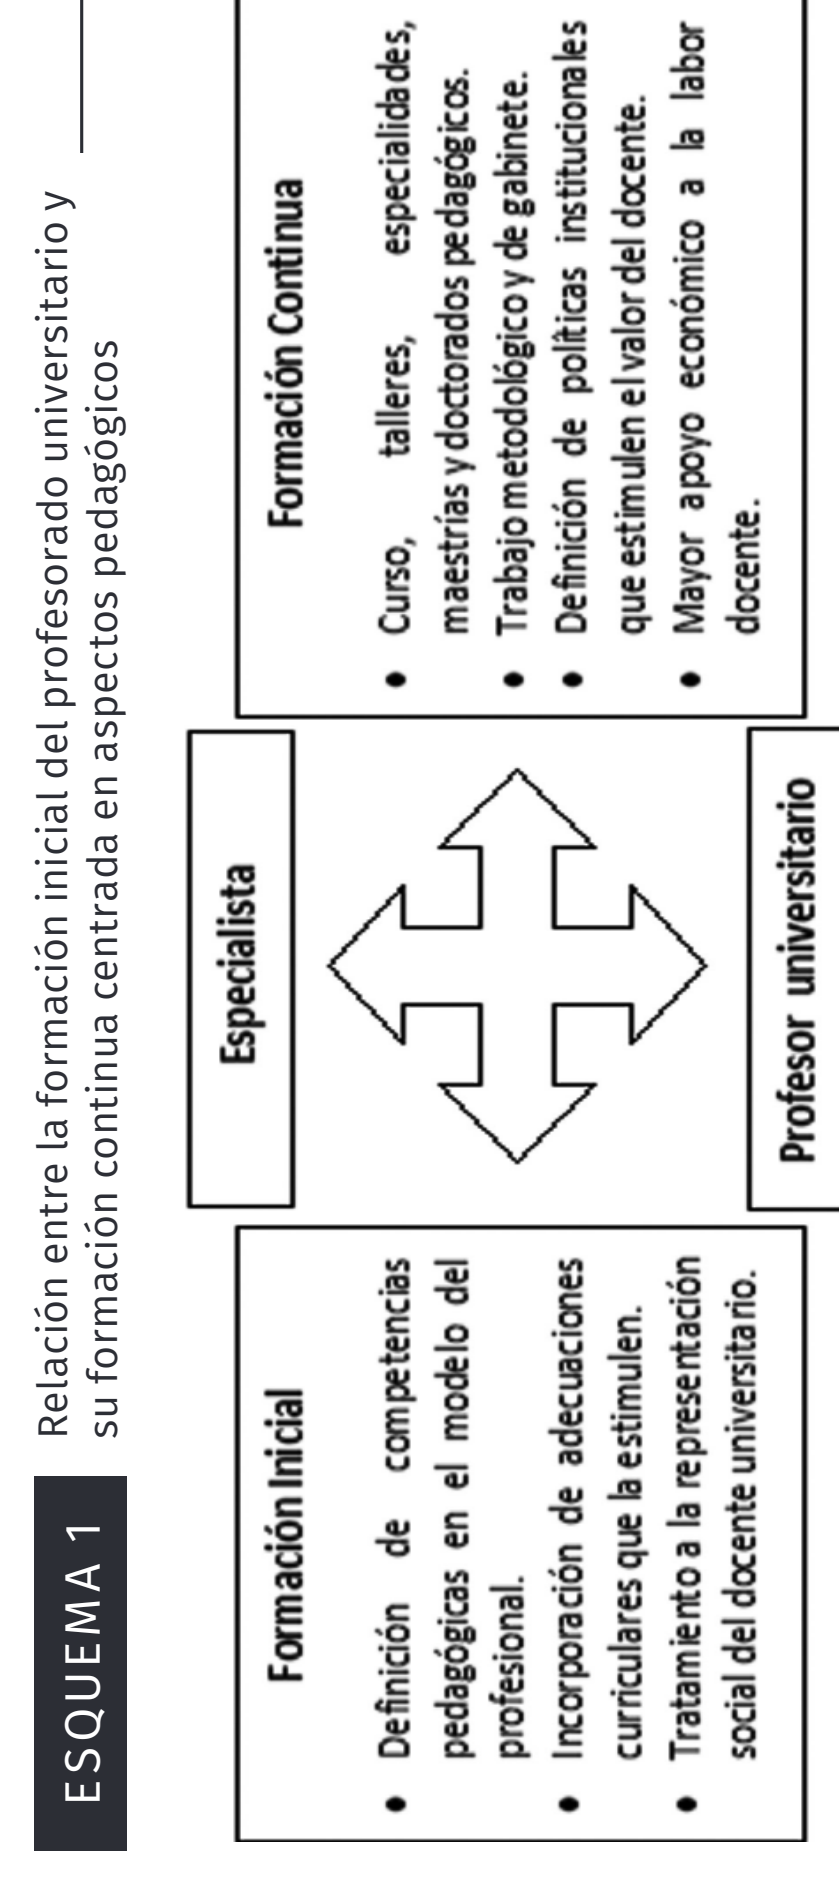 ESQUEMA 1
Relación entre la formación inicial del profesorado universitario y
su formación continua centrada en aspectos pedagógicos
Formación Inicial
• Definición de competencias
pedagógicas en el modelo del
profesional.
• Incorporación de adecuaciones
curriculares que la estimulen.
• Tratamiento a la representación
social del docente universitario.
Especialista
Profesor universitario
Formación Continua
• Curso, talleres, especialidades,
maestrías y doctorados pedagógicos.
• Trabajo metodológico y de gabinete.
• Definición de políticas institucionales
que estimulen el valor del docente.
• Mayor apoyo económico a la labor
docente.